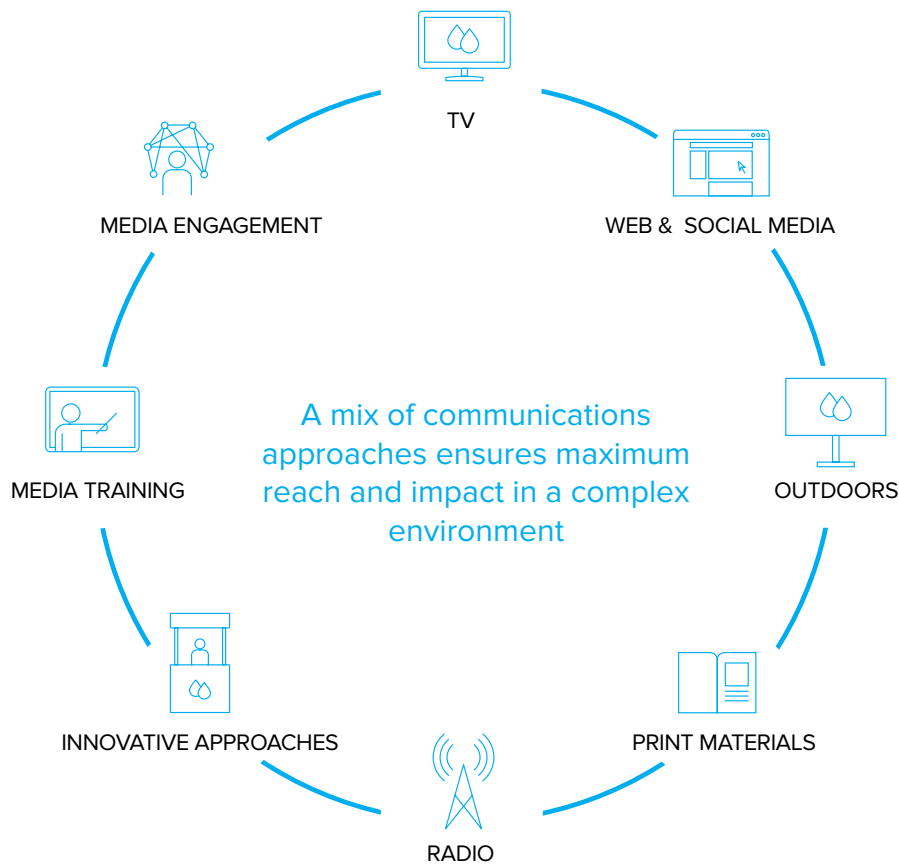 TV
MEDIA ENGAGEMENT
WEB & SOCIAL MEDIA
A mix of communications
approaches ensures maximum
reach and impact in a complex
environment
MEDIA TRAINING
OUTDOORS
INNOVATIVE APPROACHES
PRINT MATERIALS
RADIO